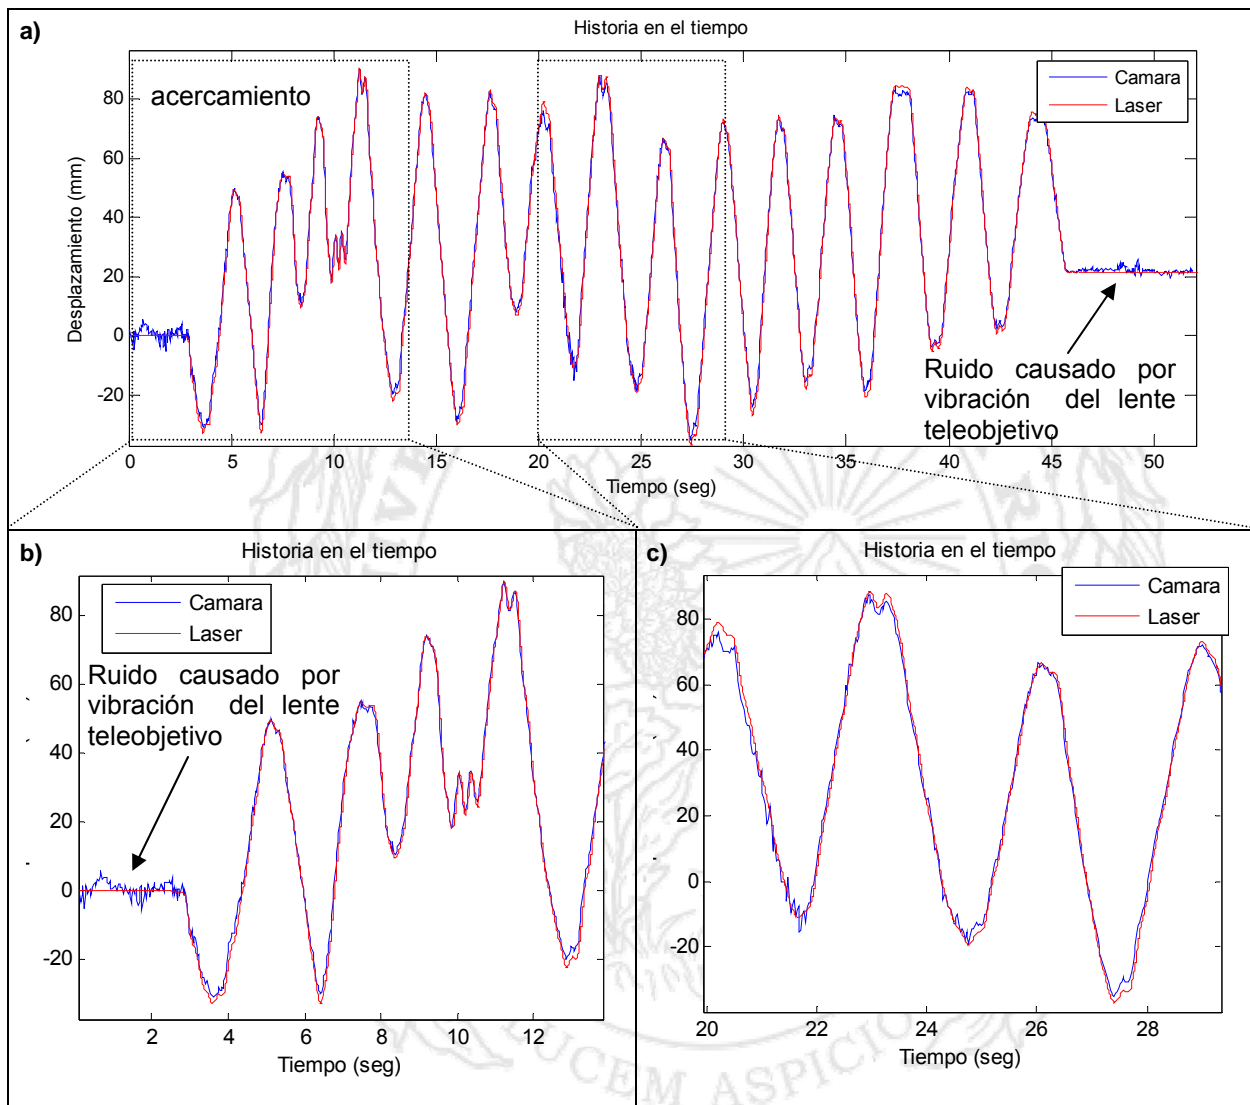 a)
Historia en el tiempo
acercamiento
Camara
Laser
Desplazamiento (mm)
80
60
40
20
0
-20
Ruido causado por
vibración del lente
teleobjetivo
0 5 10 15 20 25 30 35 40 45 50
Tiempo (seg)
b)
Historia en el tiempo
Camara
Laser
Ruido causado por
vibración del lente
teleobjetivo
80
60
40
20
0
-20
2 4 6 8 10 12
Tiempo (seg)
c)
Historia en el tiempo
Camara
Laser
80
60
40
20
0
-20
20 22 24 26 28
Tiempo (seg)
LUCEM ASPICIO